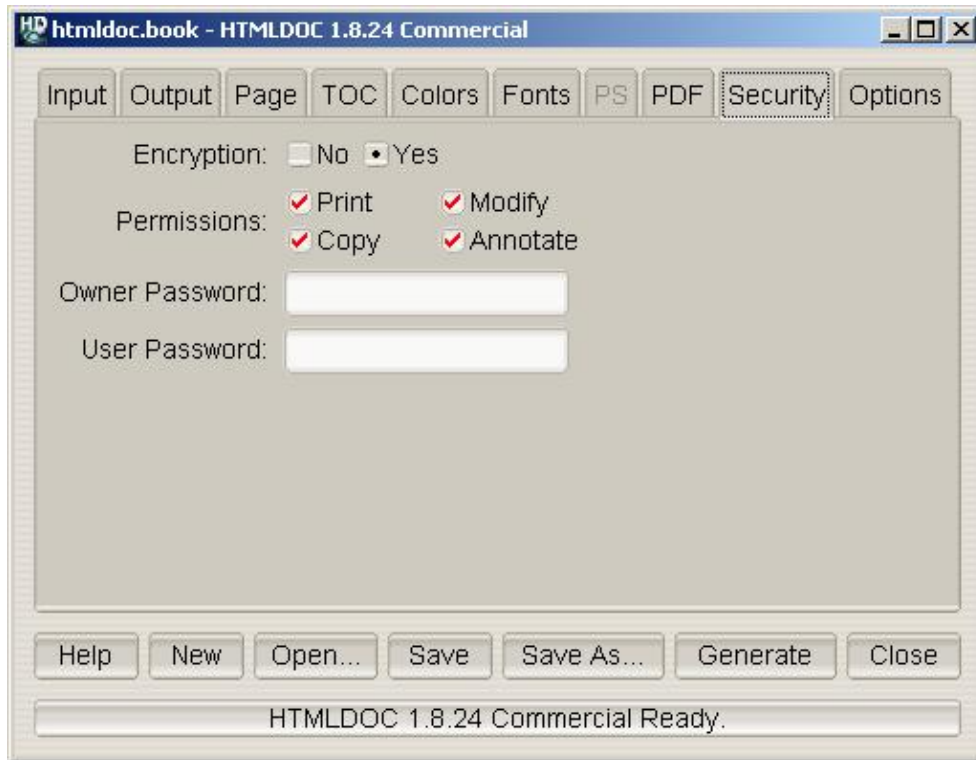 HD htmldoc.book - HTMLDOC 1.8.24 Commercial
Input Output Page TOC Colors Fonts PS PDF Security Options
Encryption: No Yes
Permissions: Print Modify
Copy Annotate
Owner Password:
User Password:
Help New Open... Save Save As... Generate Close
HTMLDOC 1.8.24 Commercial Ready.